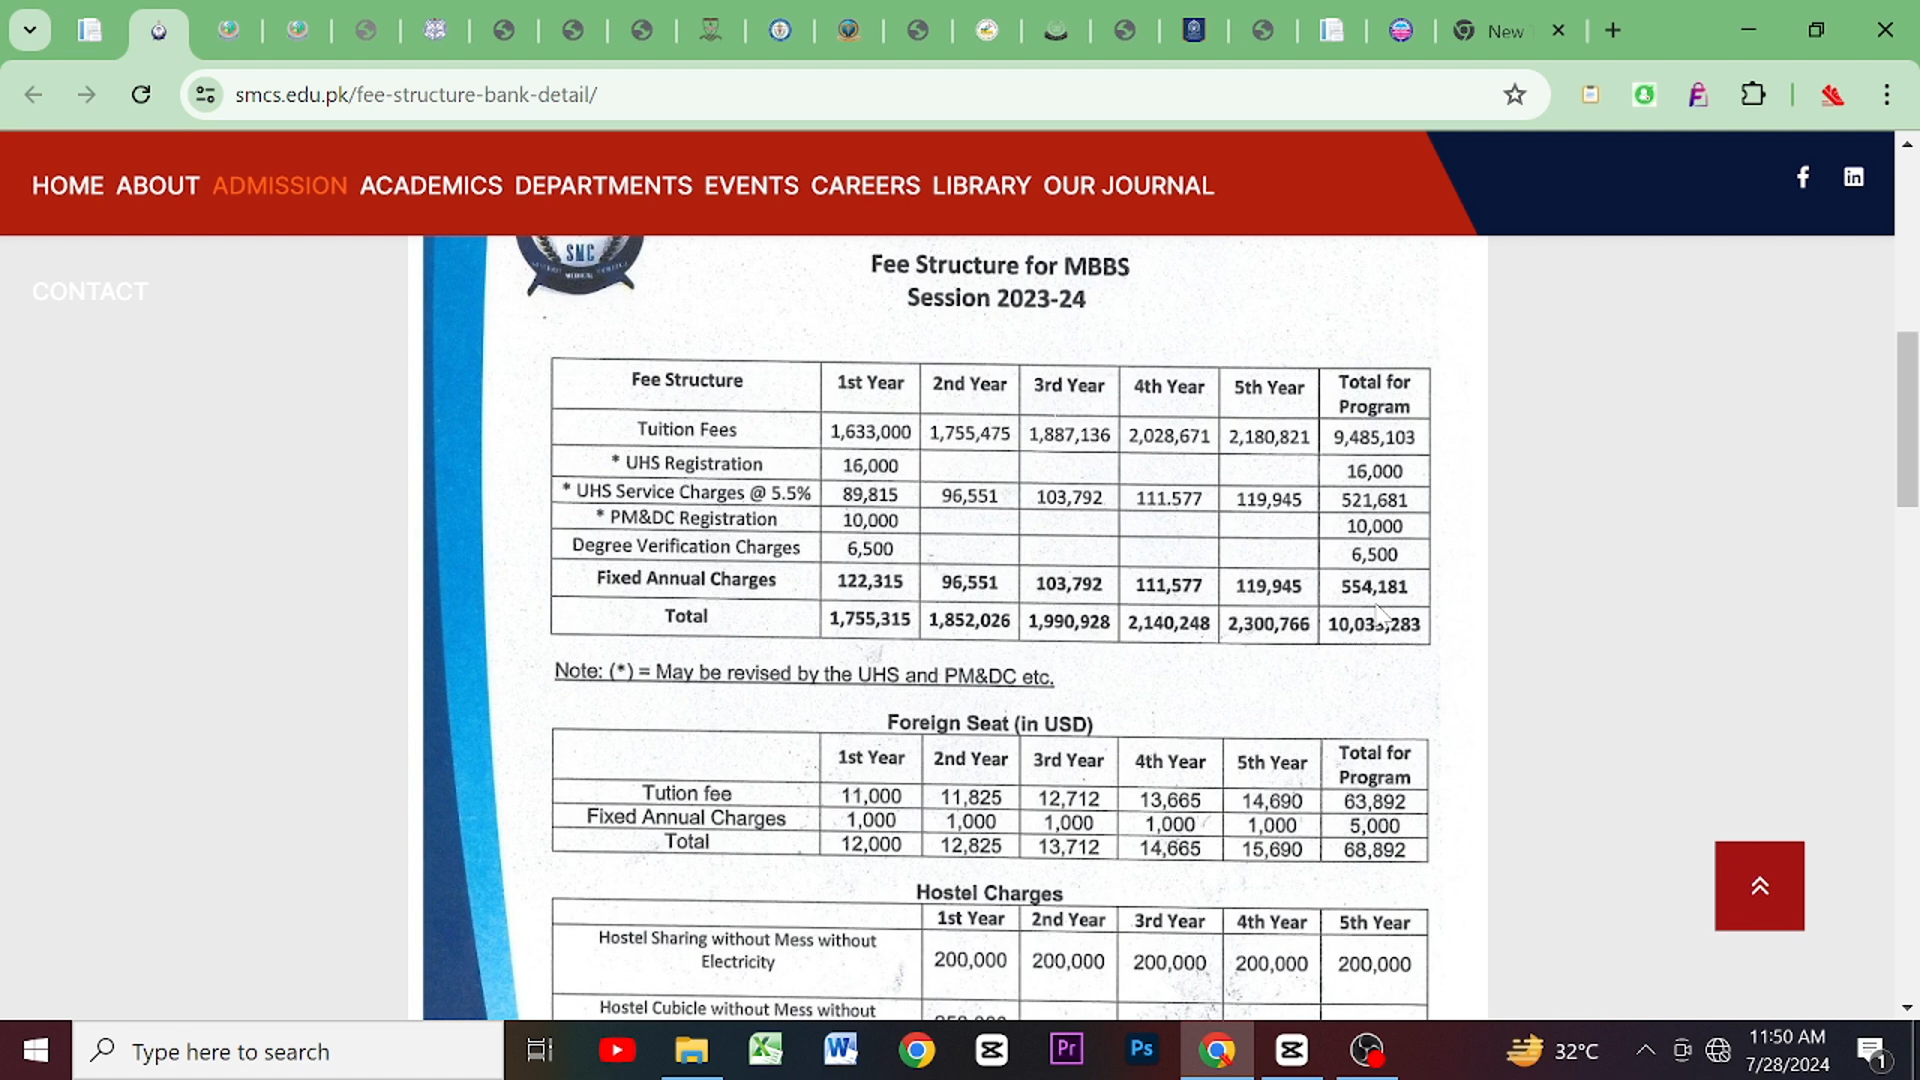 New
smcs.edu.pk/fee-structure-bank-detail/
HOME ABOUT ADMISSION ACADEMICS DEPARTMENTS EVENTS CAREERS LIBRARY OUR JOURNAL
CONTACT
SMC
Fee Structure for MBBS
Session 2023-24
Fee Structure 1st Year 2nd Year 3rd Year 4th Year 5th Year Total for Program
Tuition Fees 1,633,000 1,755,475 1,887,136 2,028,671 2,180,821 9,485,103
* UHS Registration 16,000 16,000
* UHS Service Charges @ 5.5% 89,815 96,551 103,792 111.577 119,945 521,681
* PM&DC Registration 10,000 10,000
Degree Verification Charges 6,500 6,500
Fixed Annual Charges 122,315 96,551 103,792 111,577 119,945 554,181
Total 1,755,315 1,852,026 1,990,928 2,140,248 2,300,766
Note: (*) = May be revised by the UHS and PM&DC etc.
Foreign Seat (in USD)
1st Year 2nd Year 3rd Year 4th Year 5th Year Total for Program
Tution fee 11,000 11,825 12,712 13,665 14,690 63,892
Fixed Annual Charges 1,000 1,000 1,000 1,000 1,000 5,000
Total 12,000 12,825 13,712 14,665 15,690 68,892
Hostel Charges
1st Year 2nd Year 3rd Year 4th Year 5th Year
Hostel Sharing without Mess without
Electricity 200,000 200,000 200,000 200,000 200,000
Hostel Cubicle without Mess without
Type here to search
32°C
11:50 AM
7/28/2024
1